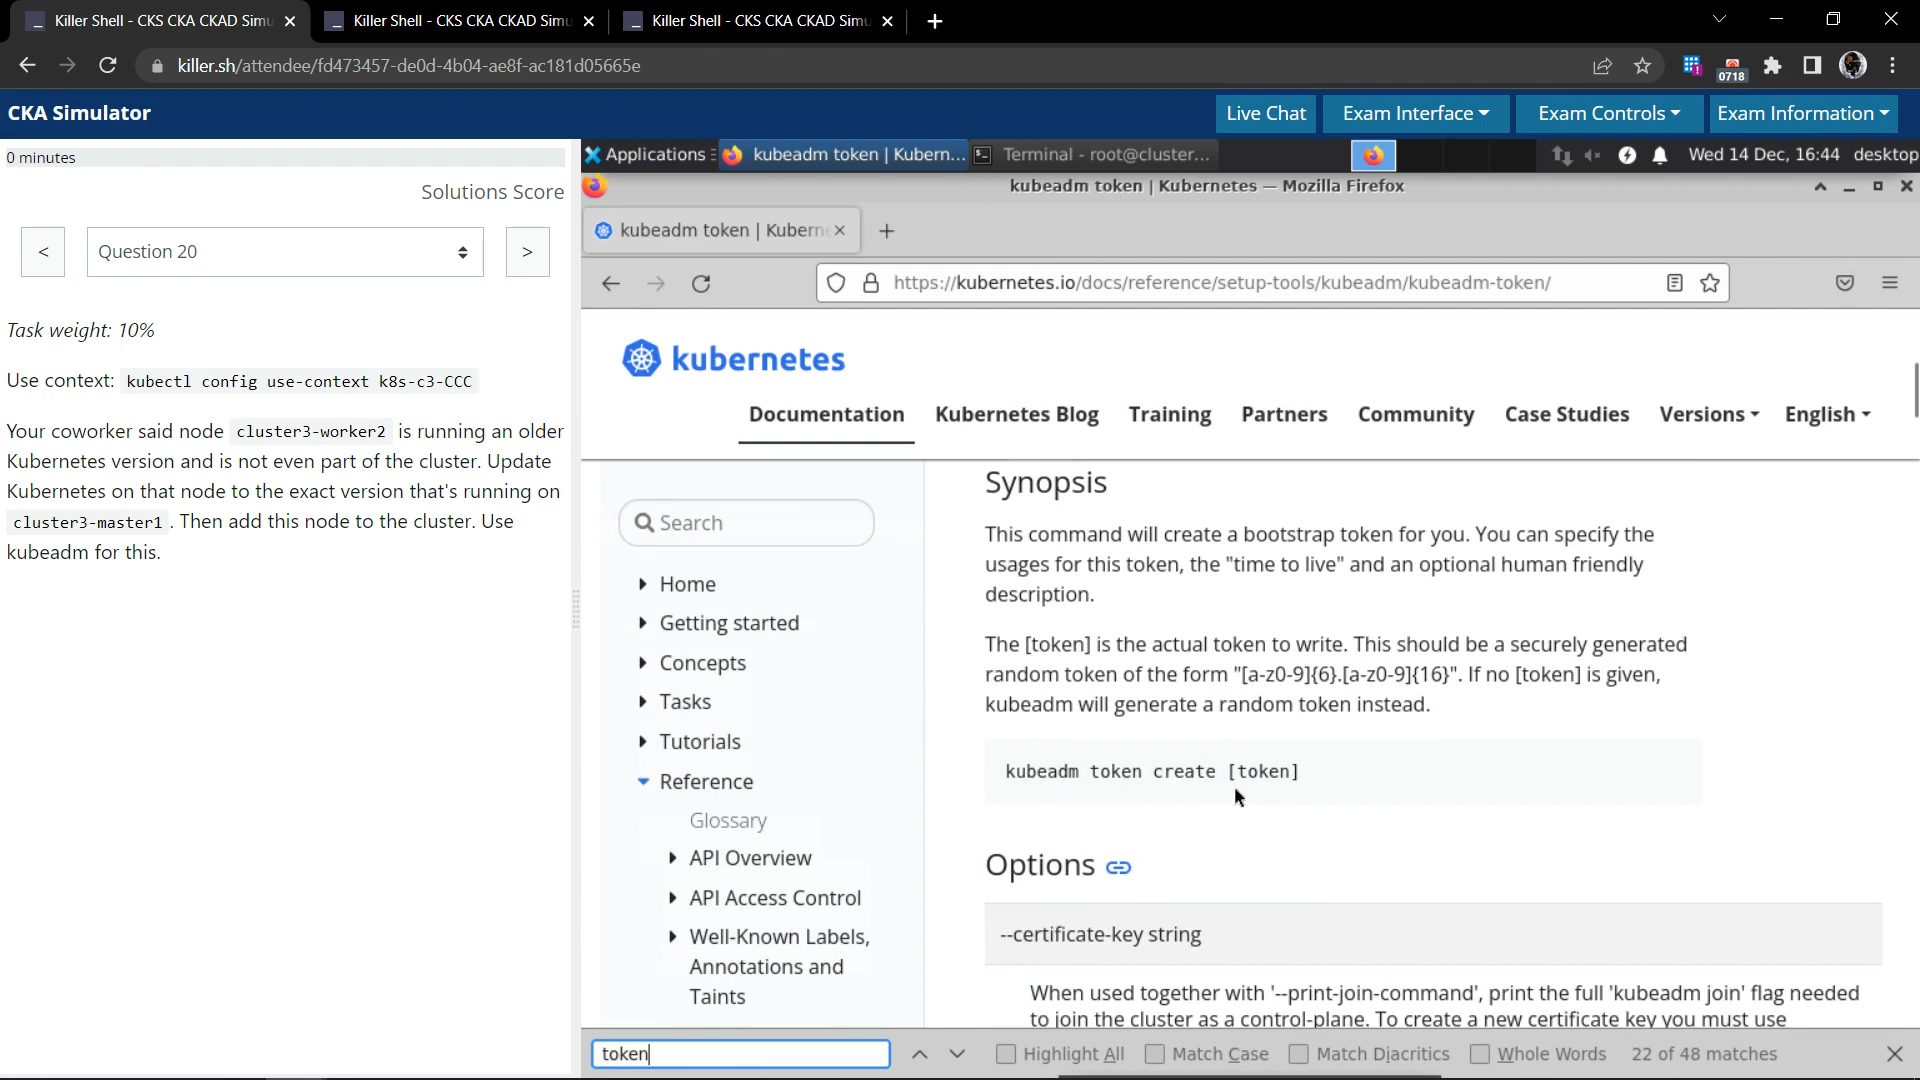 Killer Shell - CKS CKA CKAD Simu
Killer Shell - CKS CKA CKAD Simu
Killer Shell - CKS CKA CKAD Simu
killer.sh/attendee/fd473457-de0d-4b04-ae8f-ac181d05665e
0718
CKA Simulator
Live Chat
Exam Interface
Exam Controls
Exam Information
0 minutes
Solutions Score
<
Question 20
>
Task weight: 10%
Use context: kubectl config use-context k8s-c3-CCC
Your coworker said node cluster3-worker2 is running an older
Kubernetes version and is not even part of the cluster. Update
Kubernetes on that node to the exact version that's running on
cluster3-master1 . Then add this node to the cluster. Use
kubeadm for this.
Applications
kubeadm token | Kubern...
Terminal - root@cluster...
Wed 14 Dec, 16:44 desktop
kubeadm token | Kubernetes — Mozilla Firefox
kubeadm token | Kuberne
https://kubernetes.io/docs/reference/setup-tools/kubeadm/kubeadm-token/
kubernetes
Documentation
Kubernetes Blog
Training
Partners
Community
Case Studies
Versions
English
Search
Home
Getting started
Concepts
Tasks
Tutorials
Reference
Glossary
API Overview
API Access Control
Well-Known Labels,
Annotations and
Taints
Synopsis
This command will create a bootstrap token for you. You can specify the
usages for this token, the "time to live" and an optional human friendly
description.
The [token] is the actual token to write. This should be a securely generated
random token of the form "[a-z0-9]{6}.[a-z0-9]{16}". If no [token] is given,
kubeadm will generate a random token instead.
kubeadm token create [token]
Options
--certificate-key string
When used together with '--print-join-command', print the full 'kubeadm join' flag needed
to join the cluster as a control-plane. To create a new certificate key you must use
token
Highlight All
Match Case
Match Diacritics
Whole Words
22 of 48 matches